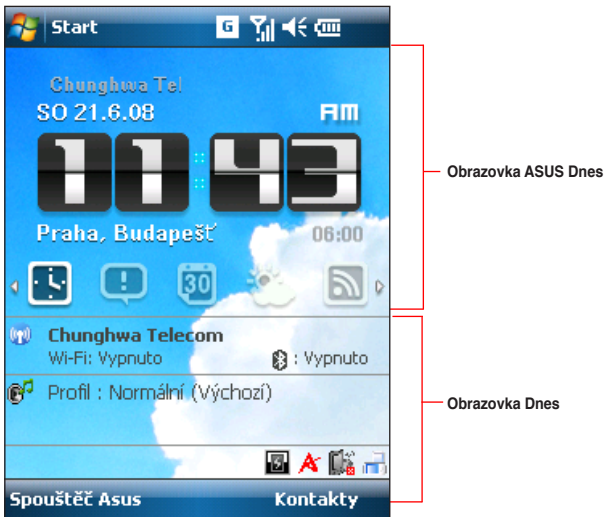 Start
G
Chunghwa Tel
SO 21.6.08
AM
11:43
Praha, Budapešť
06:00
30
Obrazovka ASUS Dnes
Chunghwa Telecom
Wi-Fi: Vypnuto
: Vypnuto
Profil : Normální (Výchozí)
Obrazovka Dnes
Spouštěč Asus
Kontakty